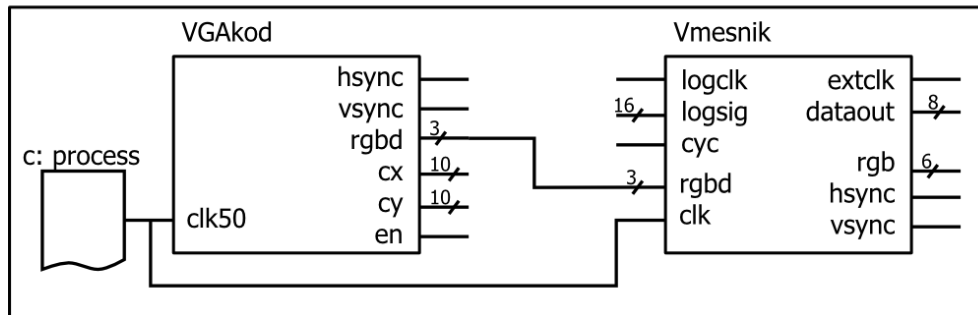 VGAkod
Vmesnik
hsync
vsync
rgbd
3
cx
10
cy
10
en
clk50
c: process
logclk
16
logsig
cyc
3
rgbd
clk
extclk
dataout
8
rgb
6
hsync
vsync